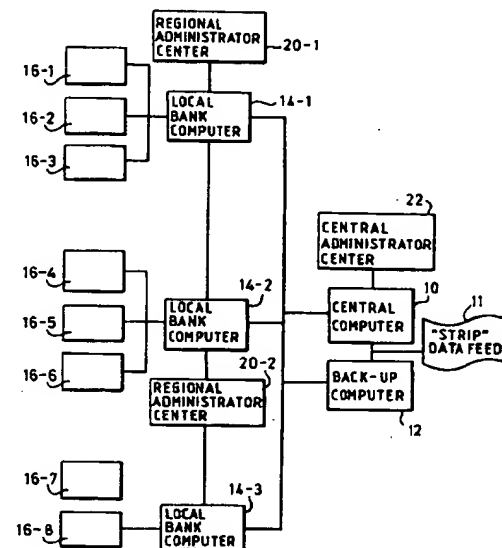 REGIONAL
ADMINISTRATOR
CENTER
20-1
16-1
16-2
16-3
LOCAL
BANK
COMPUTER
14-1
22
CENTRAL
ADMINISTRATOR
CENTER
16-4
16-5
16-6
LOCAL
BANK
COMPUTER
14-2
10
CENTRAL
COMPUTER
11
"STRIP"
DATA FEED
20-2
REGIONAL
ADMINISTRATOR
CENTER
BACK-UP
COMPUTER
12
16-7
16-8
14-3
LOCAL
BANK
COMPUTER